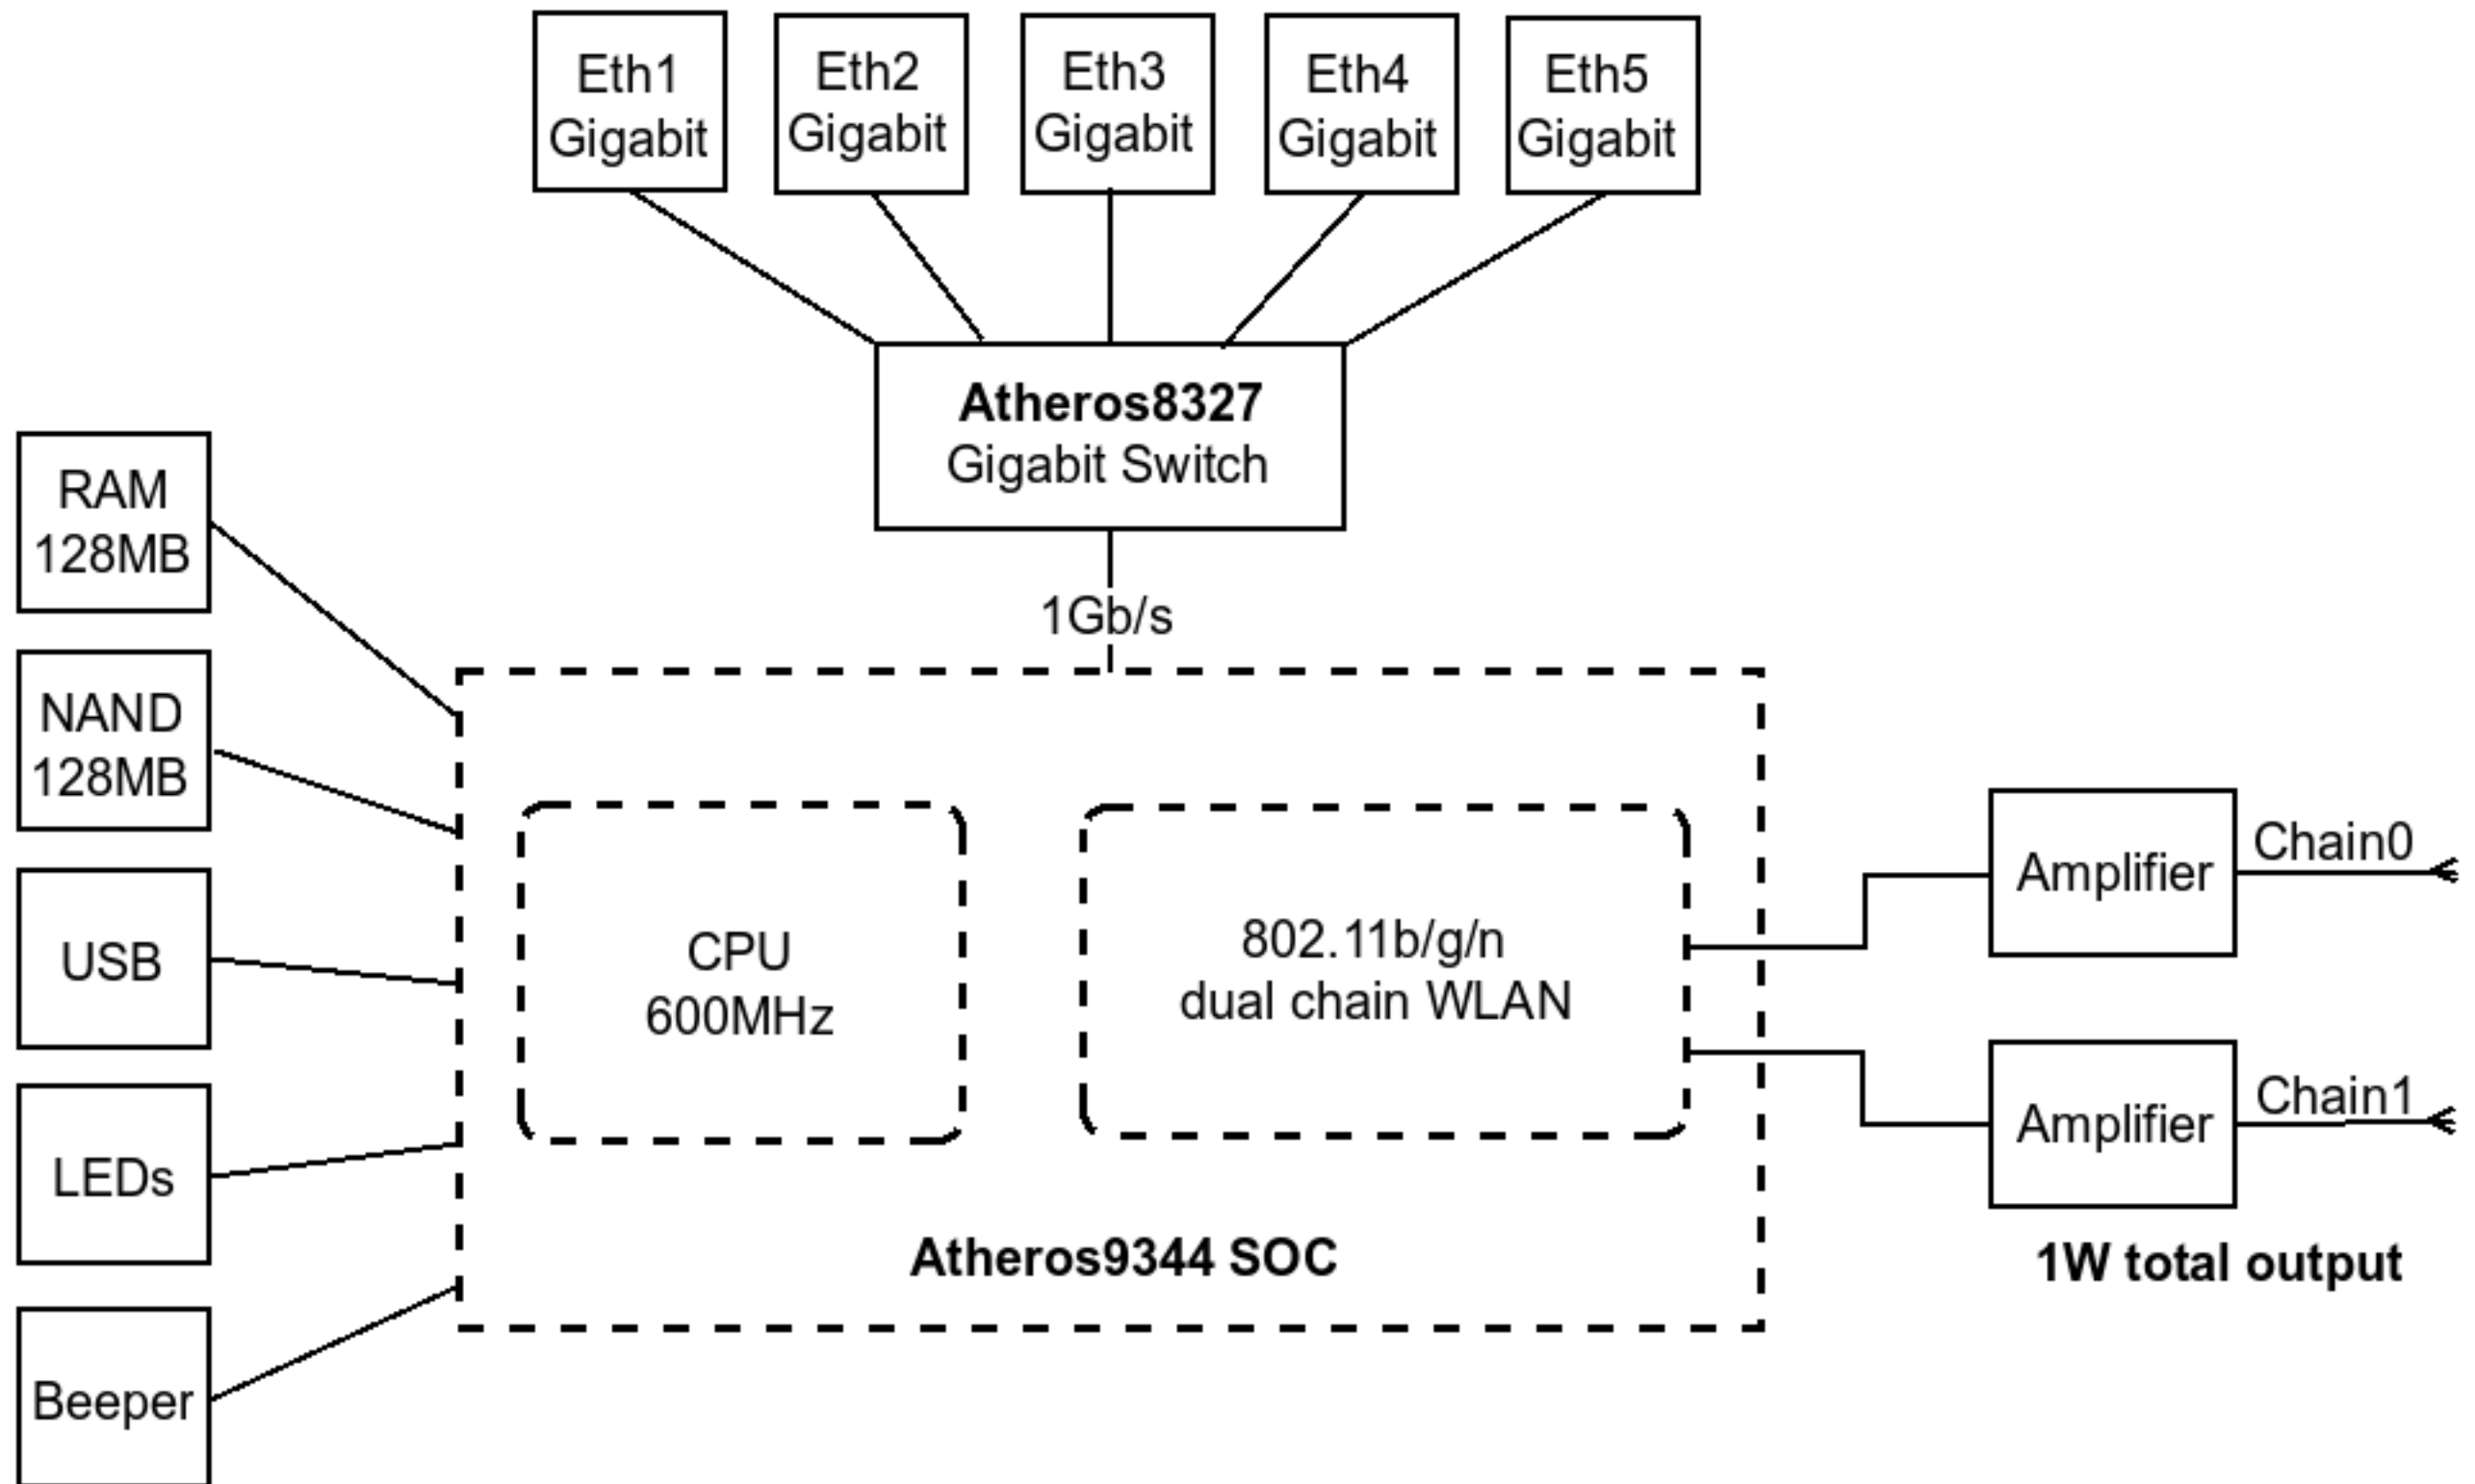 Eth1
Gigabit
Eth2
Gigabit
Eth3
Gigabit
Eth4
Gigabit
Eth5
Gigabit
Atheros8327
Gigabit Switch
1Gb/s
RAM
128MB
NAND
128MB
USB
LEDs
Beeper
CPU
600MHz
802.11b/g/n
dual chain WLAN
Atheros9344 SOC
Amplifier
Chain0
Amplifier
Chain1
1W total output